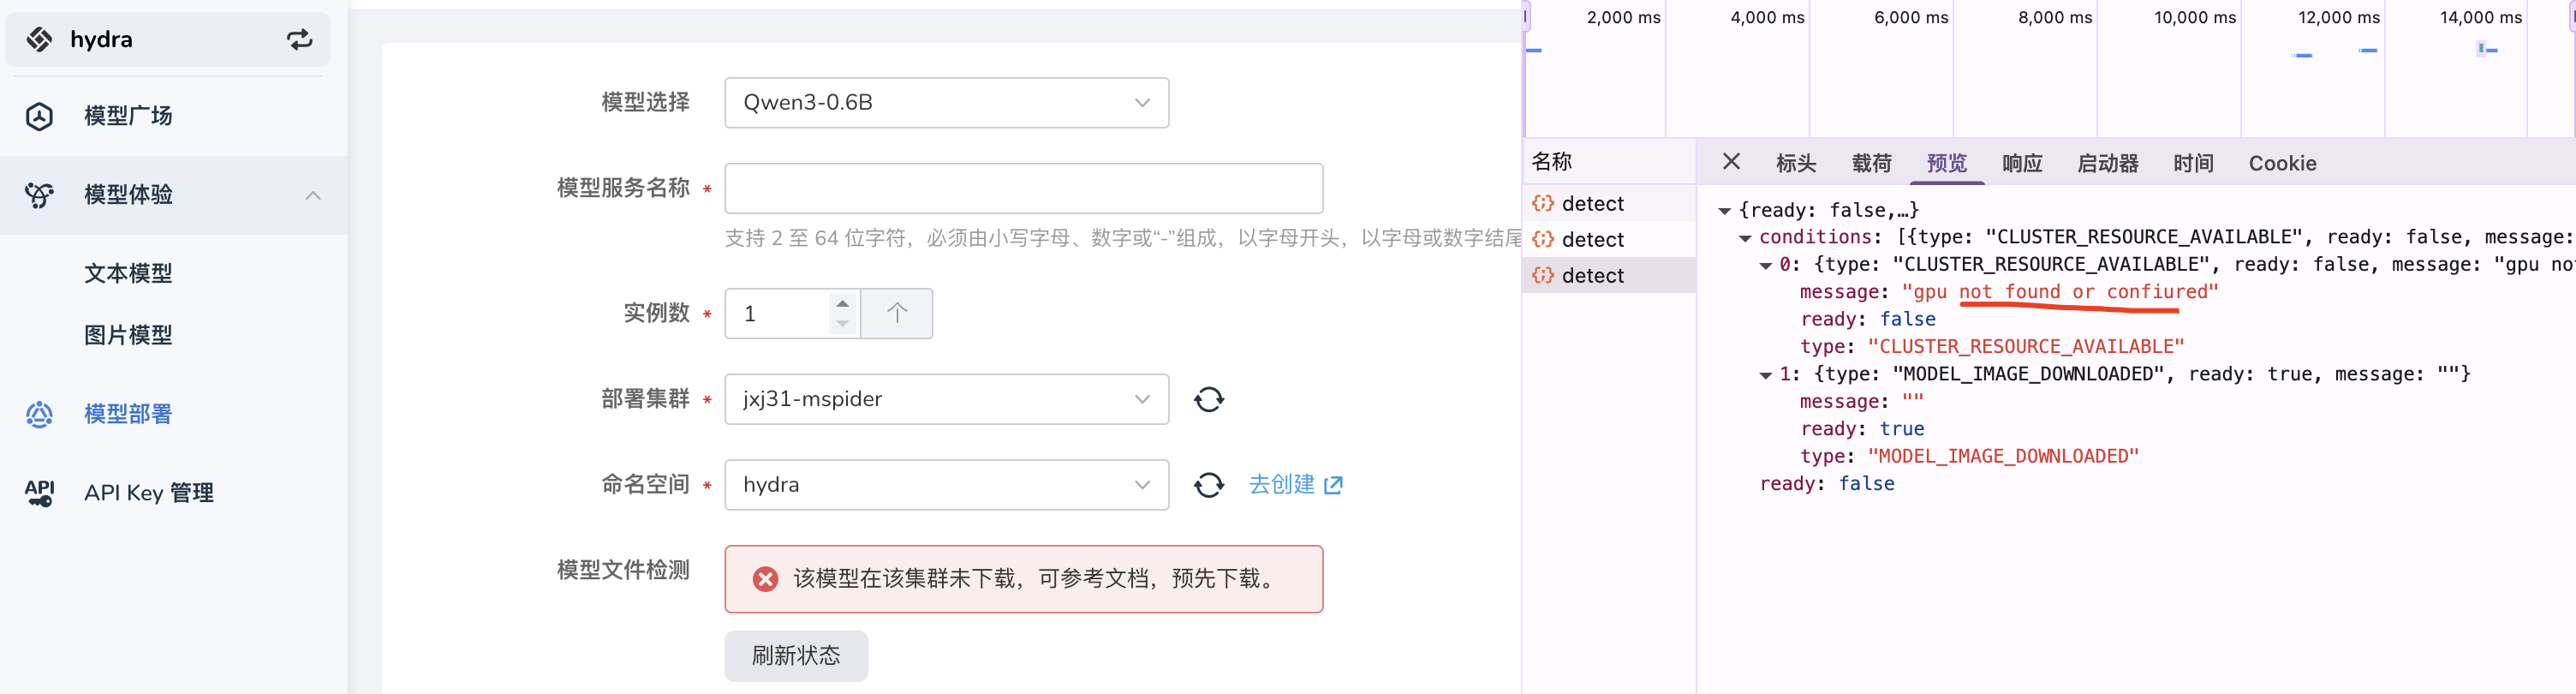 hydra
模型广场
模型体验
文本模型
图片模型
模型部署
API API Key 管理
模型选择 Qwen3-0.6B
模型服务名称 *
支持 2 至 64 位字符，必须由小写字母、数字或“-”组成，以字母开头，以字母或数字结尾
实例数 * 1 个
部署集群 * jxj31-mspider
命名空间 * hydra 去创建
模型文件检测 该模型在该集群未下载，可参考文档，预先下载。
刷新状态
2,000 ms 4,000 ms 6,000 ms 8,000 ms 10,000 ms 12,000 ms 14,000 ms
名称
detect
detect
detect
标头 载荷 预览 响应 启动器 时间 Cookie
{ready: false,…}
conditions: [{type: "CLUSTER_RESOURCE_AVAILABLE", ready: false, message:
0: {type: "CLUSTER_RESOURCE_AVAILABLE", ready: false, message: "gpu no
message: "gpu not found or confiured"
ready: false
type: "CLUSTER_RESOURCE_AVAILABLE"
1: {type: "MODEL_IMAGE_DOWNLOADED", ready: true, message: ""}
message: ""
ready: true
type: "MODEL_IMAGE_DOWNLOADED"
ready: false